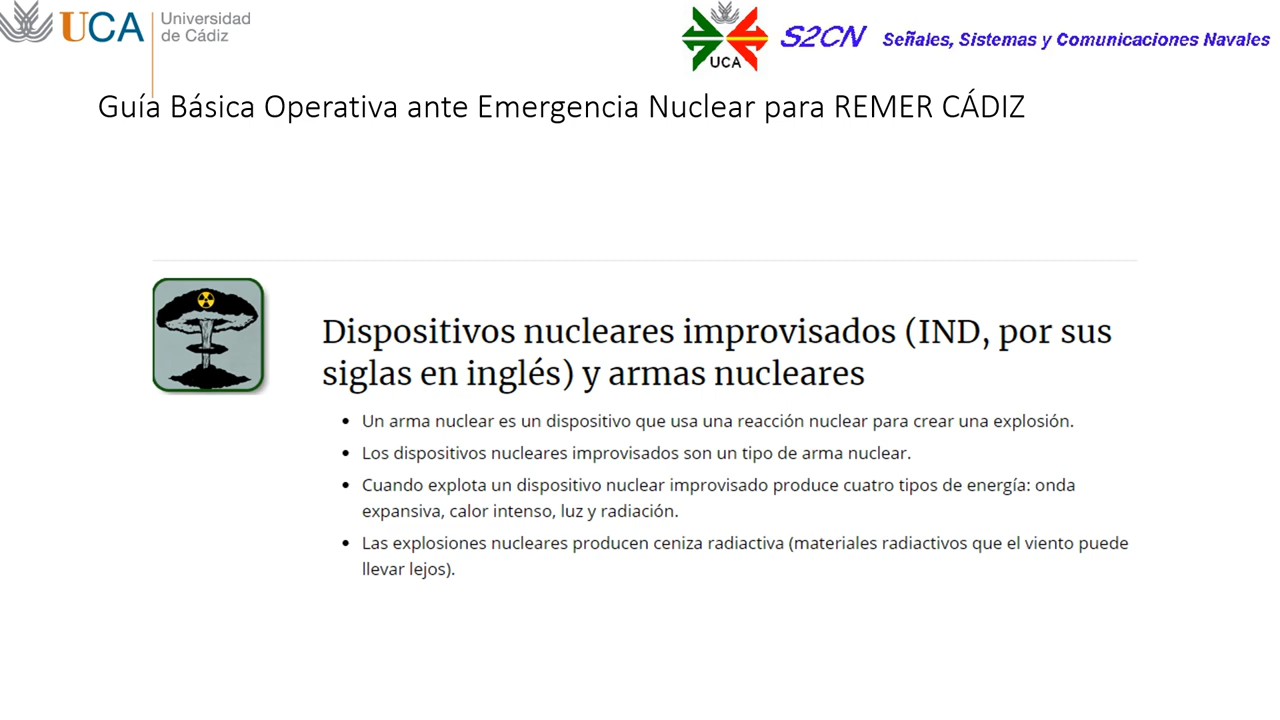 UCA
Universidad
de Cádiz
UCA
S2CN Señales, Sistemas y Comunicaciones Navales
Guía Básica Operativa ante Emergencia Nuclear para REMER CÁDIZ
Dispositivos nucleares improvisados (IND, por sus
siglas en inglés) y armas nucleares
• Un arma nuclear es un dispositivo que usa una reacción nuclear para crear una explosión.
• Los dispositivos nucleares improvisados son un tipo de arma nuclear.
• Cuando explota un dispositivo nuclear improvisado produce cuatro tipos de energía: onda
expansiva, calor intenso, luz y radiación.
• Las explosiones nucleares producen ceniza radiactiva (materiales radiactivos que el viento puede
llevar lejos).